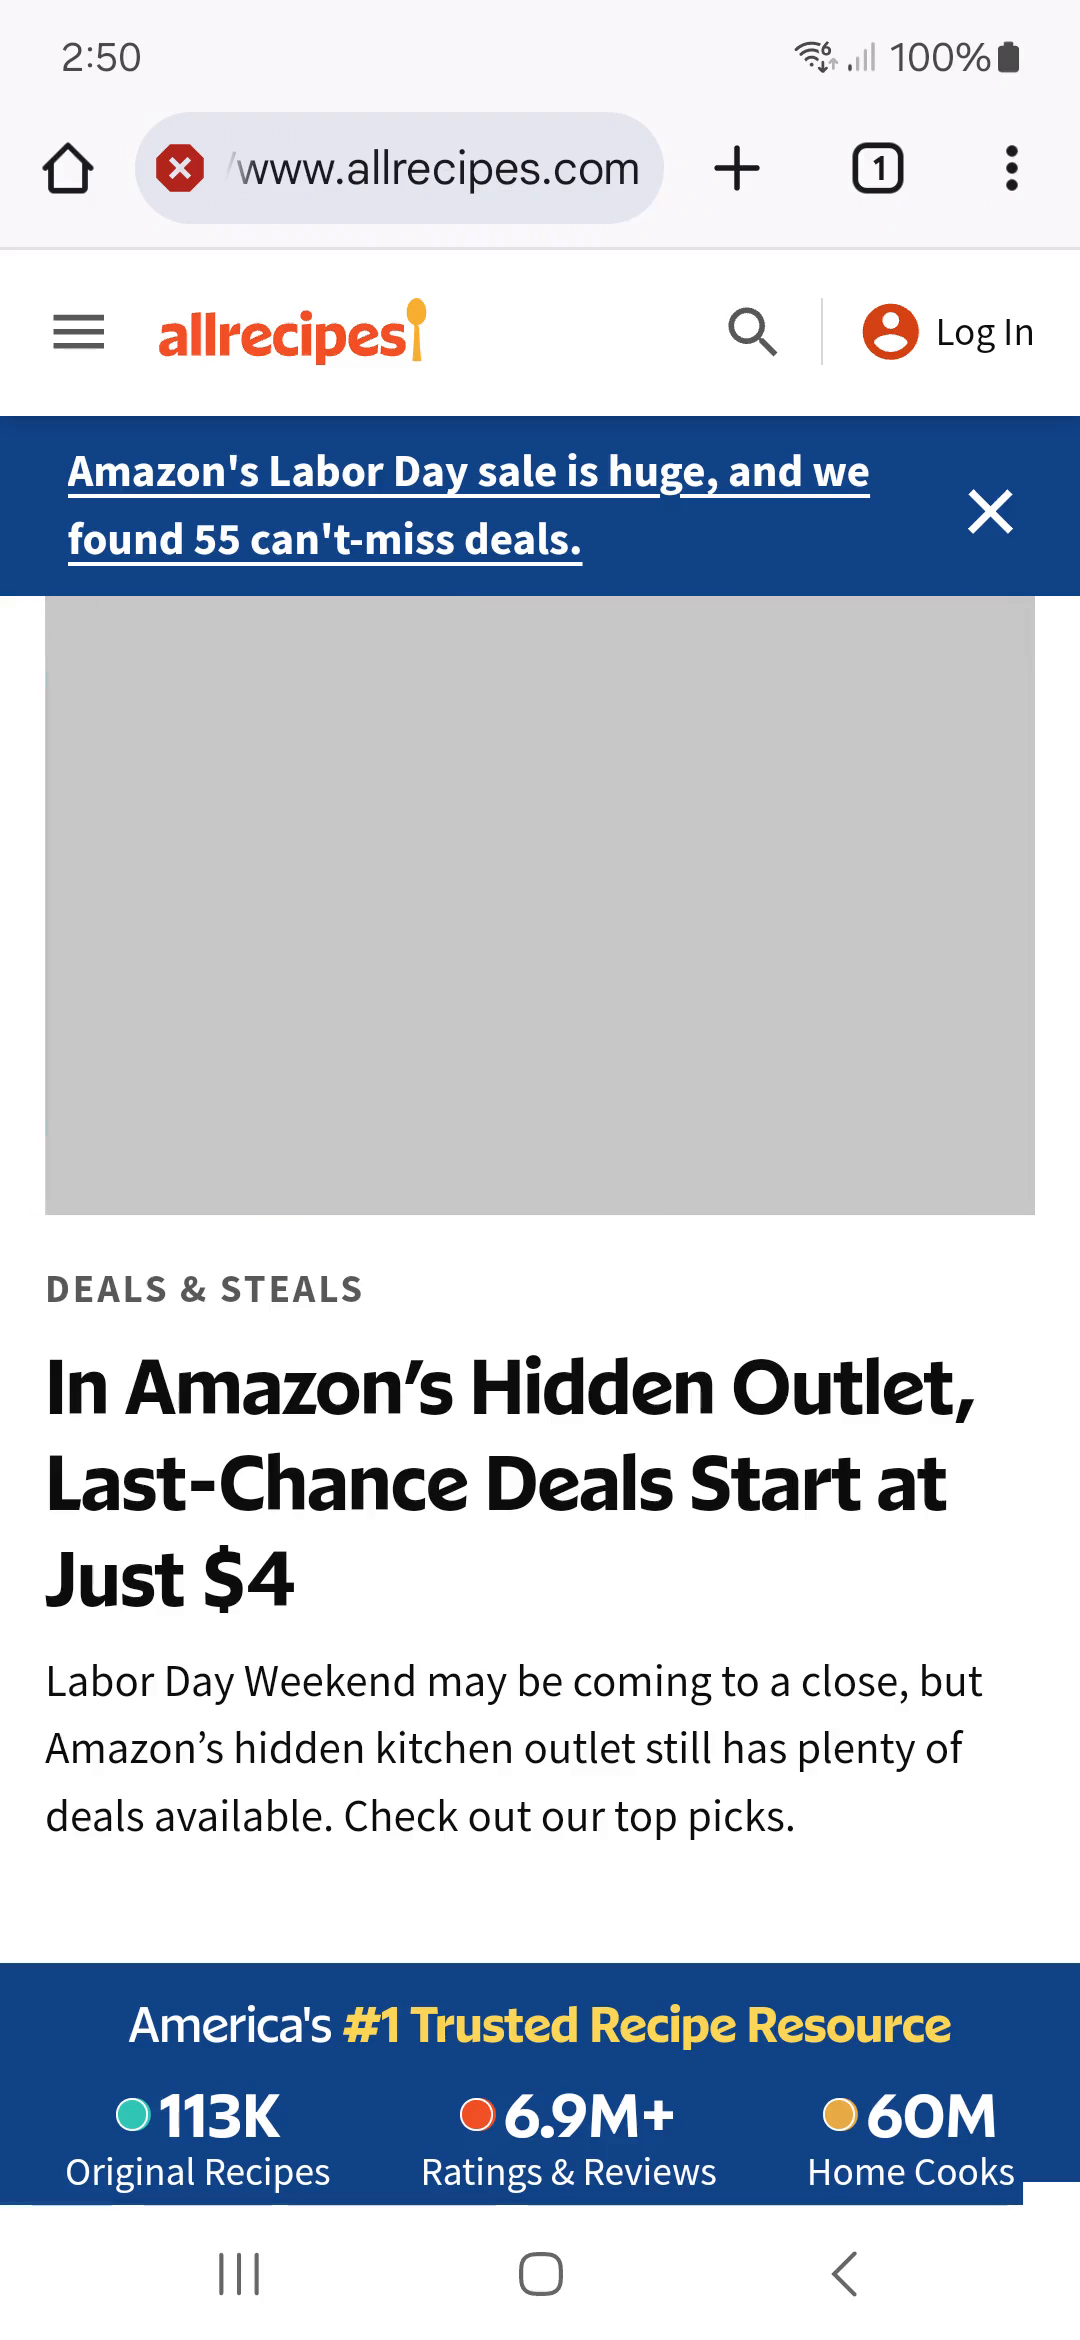 2:50
6
100%
/www.allrecipes.com
1
allrecipes
Log In
Amazon's Labor Day sale is huge, and we
found 55 can't-miss deals.
DEALS & STEALS
In Amazon’s Hidden Outlet,
Last-Chance Deals Start at
Just $4
Labor Day Weekend may be coming to a close, but
Amazon’s hidden kitchen outlet still has plenty of
deals available. Check out our top picks.
America's #1 Trusted Recipe Resource
113K
6.9M+
60M
Original Recipes
Ratings & Reviews
Home Cooks